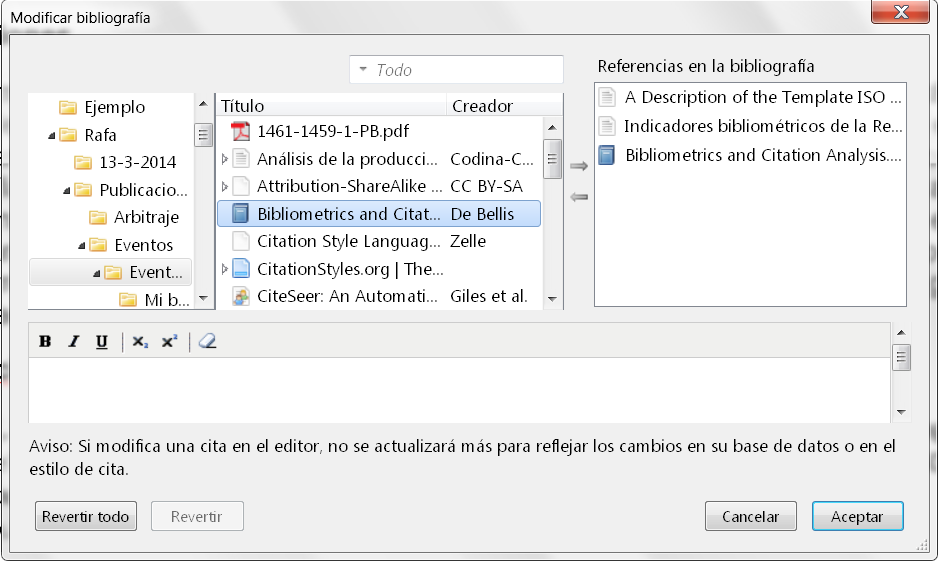 Modificar bibliografía
Todo
Referencias en la bibliografía
Ejemplo
Rafa
13-3-2014
Publicacio...
Arbitraje
Eventos
Event...
Mi b...
Título Creador
1461-1459-1-PB.pdf
Análisis de la producci... Codina-C...
Attribution-ShareAlike ... CC BY-SA
Bibliometrics and Citat... De Bellis
Citation Style Languag... Zelle
CitationStyles.org | The...
CiteSeer: An Automati... Giles et al.
A Description of the Template ISO ...
Indicadores bibliométricos de la Re...
Bibliometrics and Citation Analysis....
B I U x₂ x²
Aviso: Si modifica una cita en el editor, no se actualizará más para reflejar los cambios en su base de datos o en el
estilo de cita.
Revertir todo Revertir Cancelar Aceptar